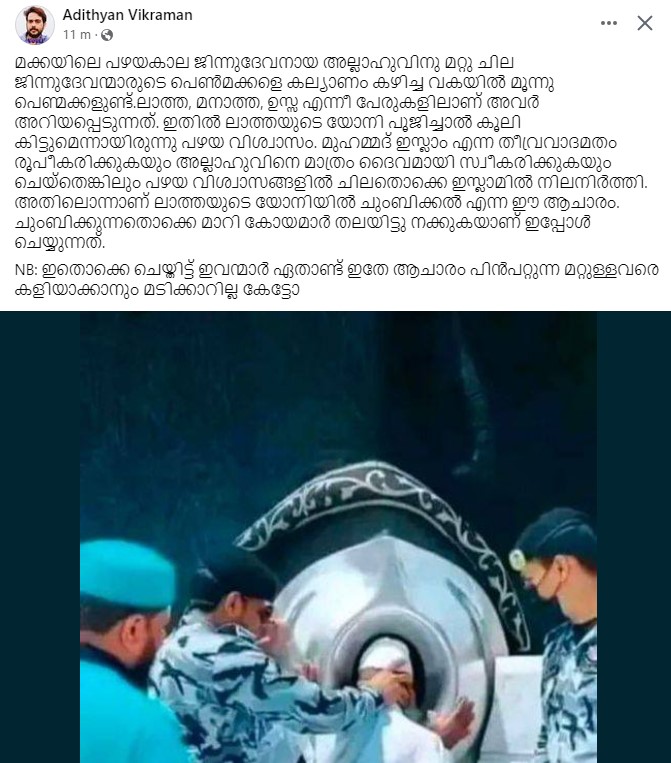 Adithyan Vikraman
11 m ·
മക്കയിലെ പഴയകാല ജിന്നുദേവനായ അല്ലാഹുവിനു മറ്റു ചില
ജിന്നുദേവന്മാരുടെ പെൺമക്കളെ കല്യാണം കഴിച്ച വകയിൽ മൂന്നു
പെണ്മക്കളുണ്ട്.ലാത്ത, മനാത്ത, ഉസ്സ എന്നീ പേരുകളിലാണ് അവർ
അറിയപ്പെടുന്നത്. ഇതിൽ ലാത്തയുടെ യോനി പൂജിച്ചാൽ കൂലി
കിട്ടുമെന്നായിരുന്നു പഴയ വിശ്വാസം. മുഹമ്മദ് ഇസ്ലാം എന്ന തീവ്രവാദമതം
രൂപീകരിക്കുകയും അല്ലാഹുവിനെ മാത്രം ദൈവമായി സ്വീകരിക്കുകയും
ചെയ്തെങ്കിലും പഴയ വിശ്വാസങ്ങളിൽ ചിലതൊക്കെ ഇസ്ലാമിൽ നിലനിർത്തി.
അതിലൊന്നാണ് ലാത്തയുടെ യോനിയിൽ ചുംബിക്കൽ എന്ന ഈ ആചാരം.
ചുംബിക്കുന്നതൊക്കെ മാറി കോയമാർ തലയിട്ടു നക്കുകയാണ് ഇപ്പോൾ
ചെയ്യുന്നത്.
NB: ഇതൊക്കെ ചെയ്തിട്ട് ഇവന്മാർ ഏതാണ്ട് ഇതേ ആചാരം പിൻപറ്റുന്ന മറ്റുള്ളവരെ
കളിയാക്കാനും മടിക്കാറില്ല കേട്ടോ